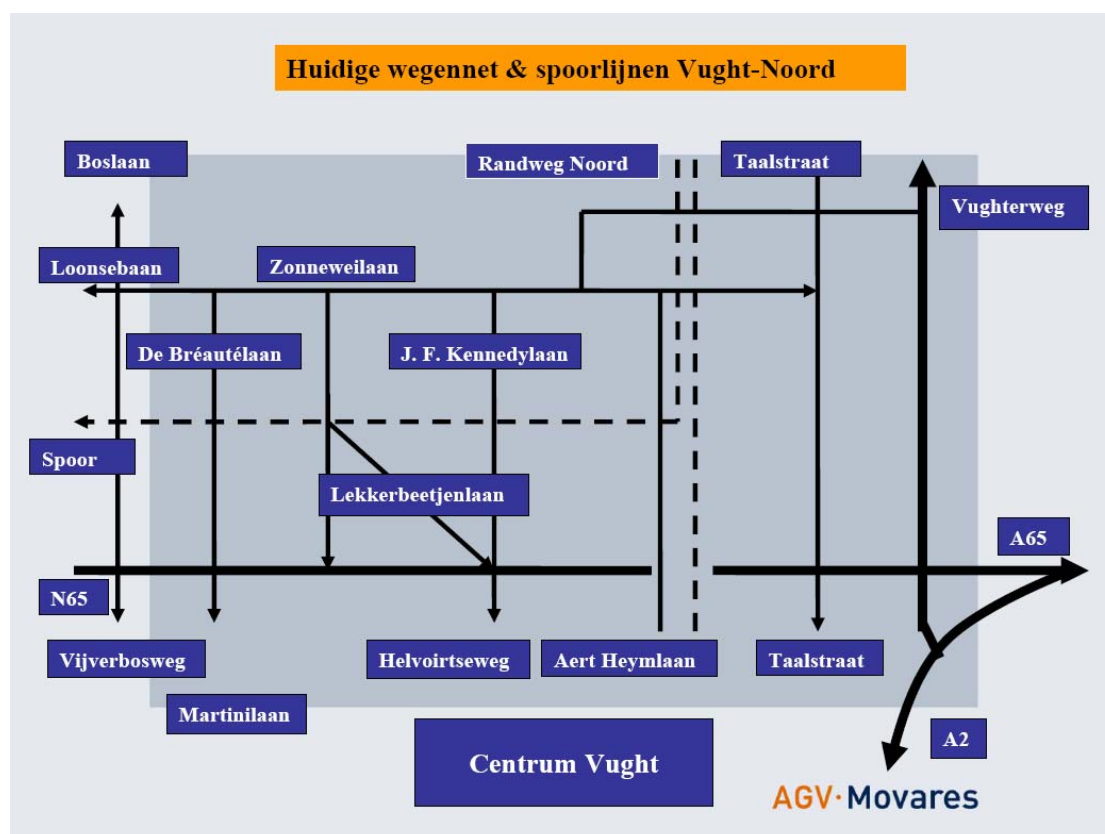 Huidige wegennet & spoorlijnen Vught-Noord
Boslaan
Randweg Noord
Taalstraat
Vughterweg
Loonsebaan
Zonneweilaan
De Bréautélaan
J. F. Kennedylaan
Spoor
Lekkerbeetjenlaan
A65
N65
Vijverbosweg
Helvoirtseweg
Aert Heymlaan
Taalstraat
Martinilaan
A2
Centrum Vught
AGV·Movares